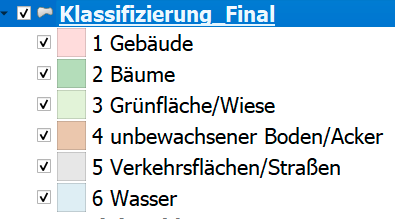 Klassifizierung_Final
1 Gebäude
2 Bäume
3 Grünfläche/Wiese
4 unbewachsener Boden/Acker
5 Verkehrsflächen/Straßen
6 Wasser